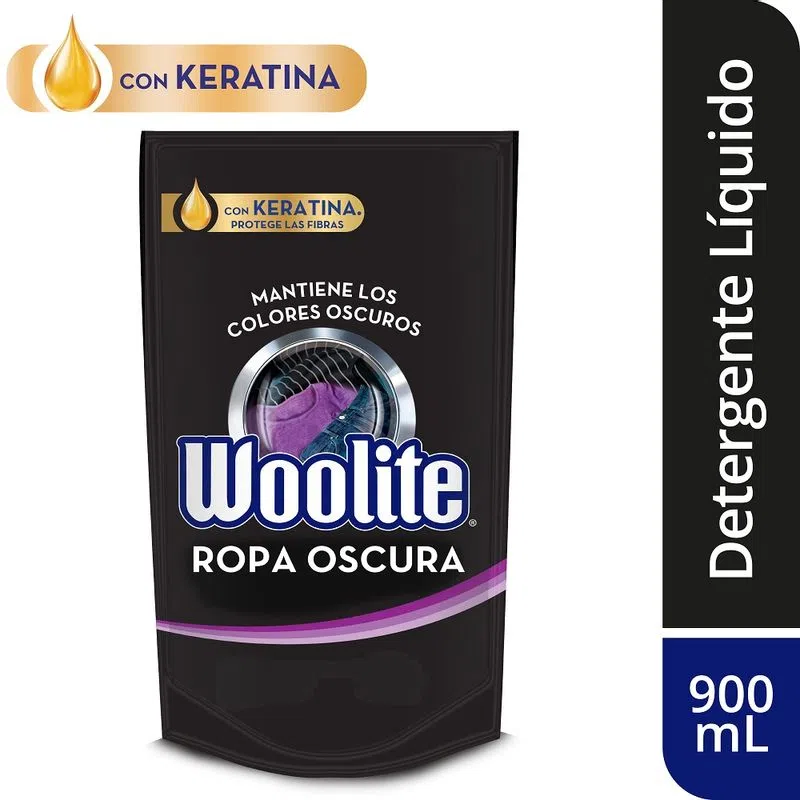 CON KERATINA
CON KERATINA.
PROTEGE LAS FIBRAS
MANTIENE LOS
COLORES OSCUROS
Woolite®
ROPA OSCURA
Detergente Líquido
900
mL